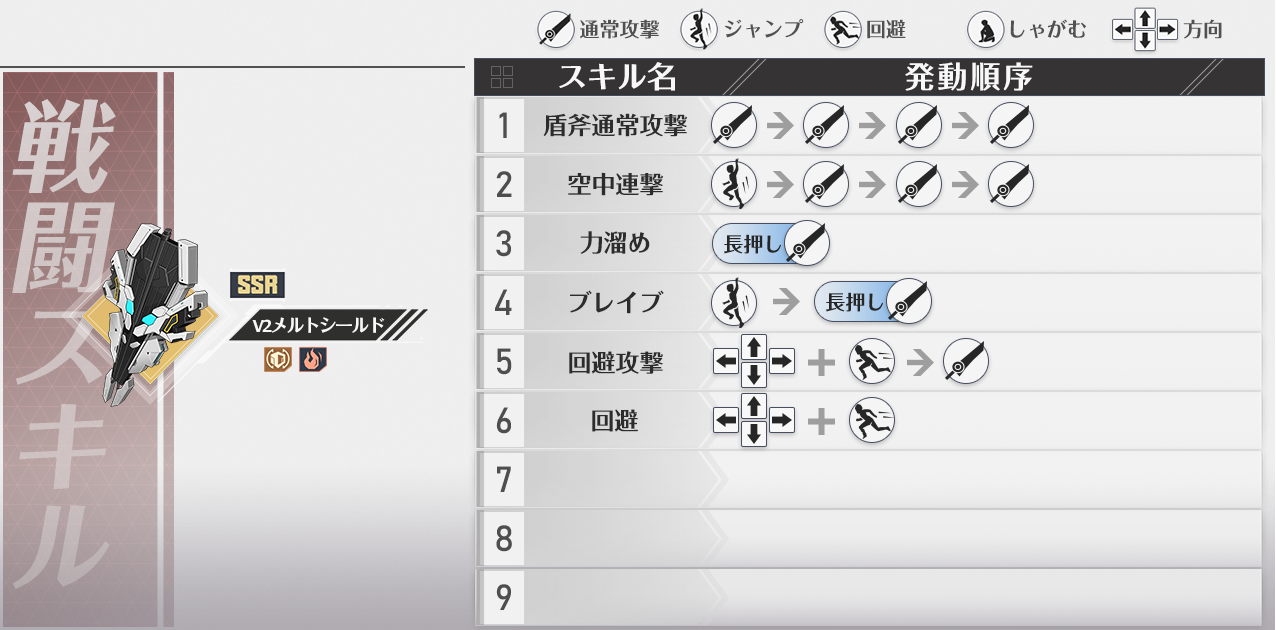 通常攻撃 ジャンプ 回避 しゃがむ 方向
スキル名 発動順序
戦闘スキル
SSR
V2メルトシールド
1 盾斧通常攻撃
2 空中連撃
3 力溜め 長押し
4 ブレイブ 長押し
5 回避攻撃
6 回避
7
8
9